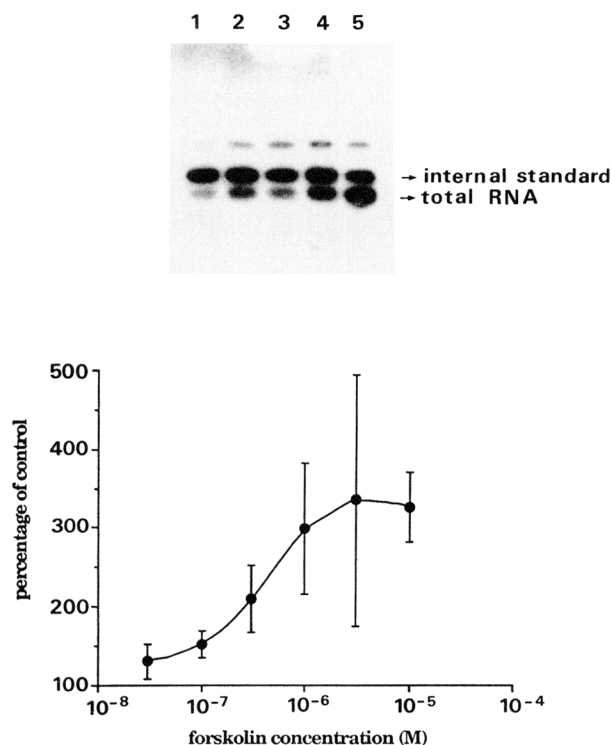 1 2 3 4 5
→ internal standard
→ total RNA
500
400
300
200
100
percentage of control
10⁻⁸ 10⁻⁷ 10⁻⁶ 10⁻⁵ 10⁻⁴
forskolin concentration (M)